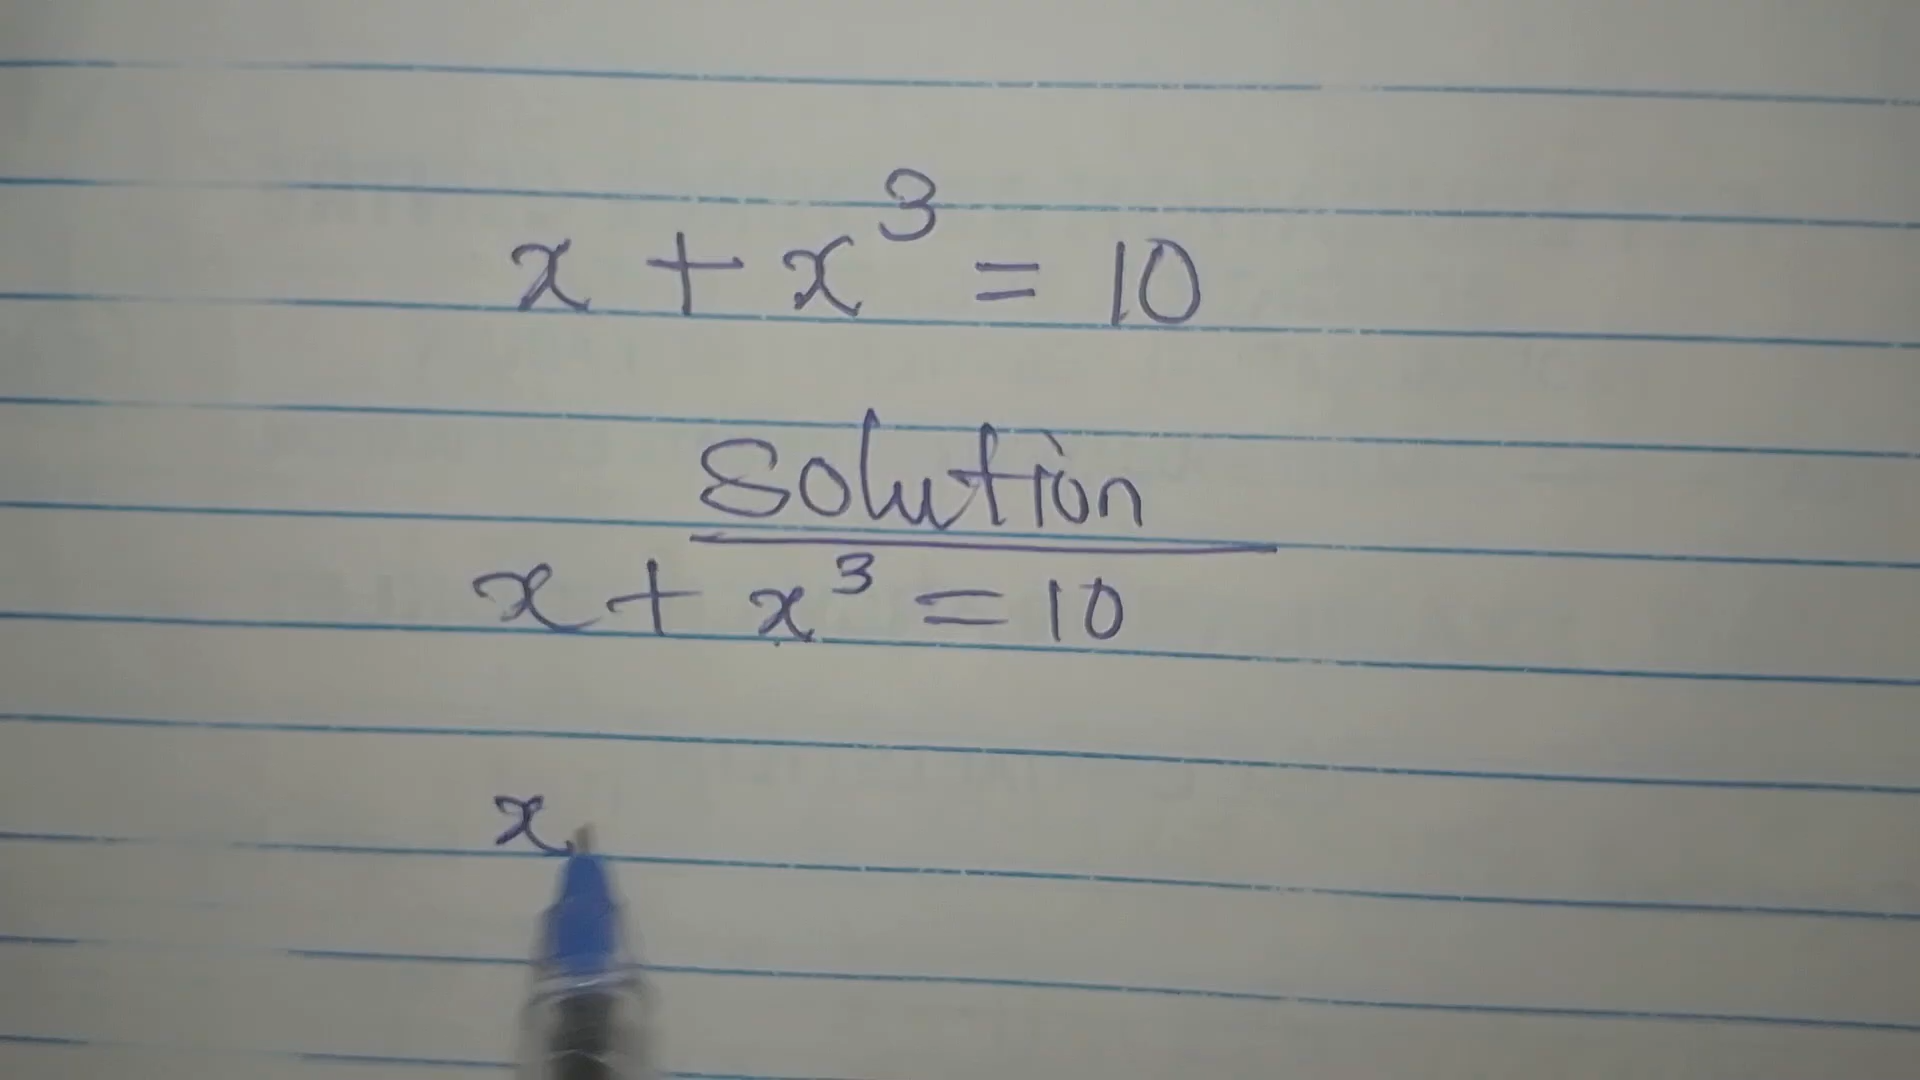 x + x³ = 10
Solution
x + x³ = 10
x